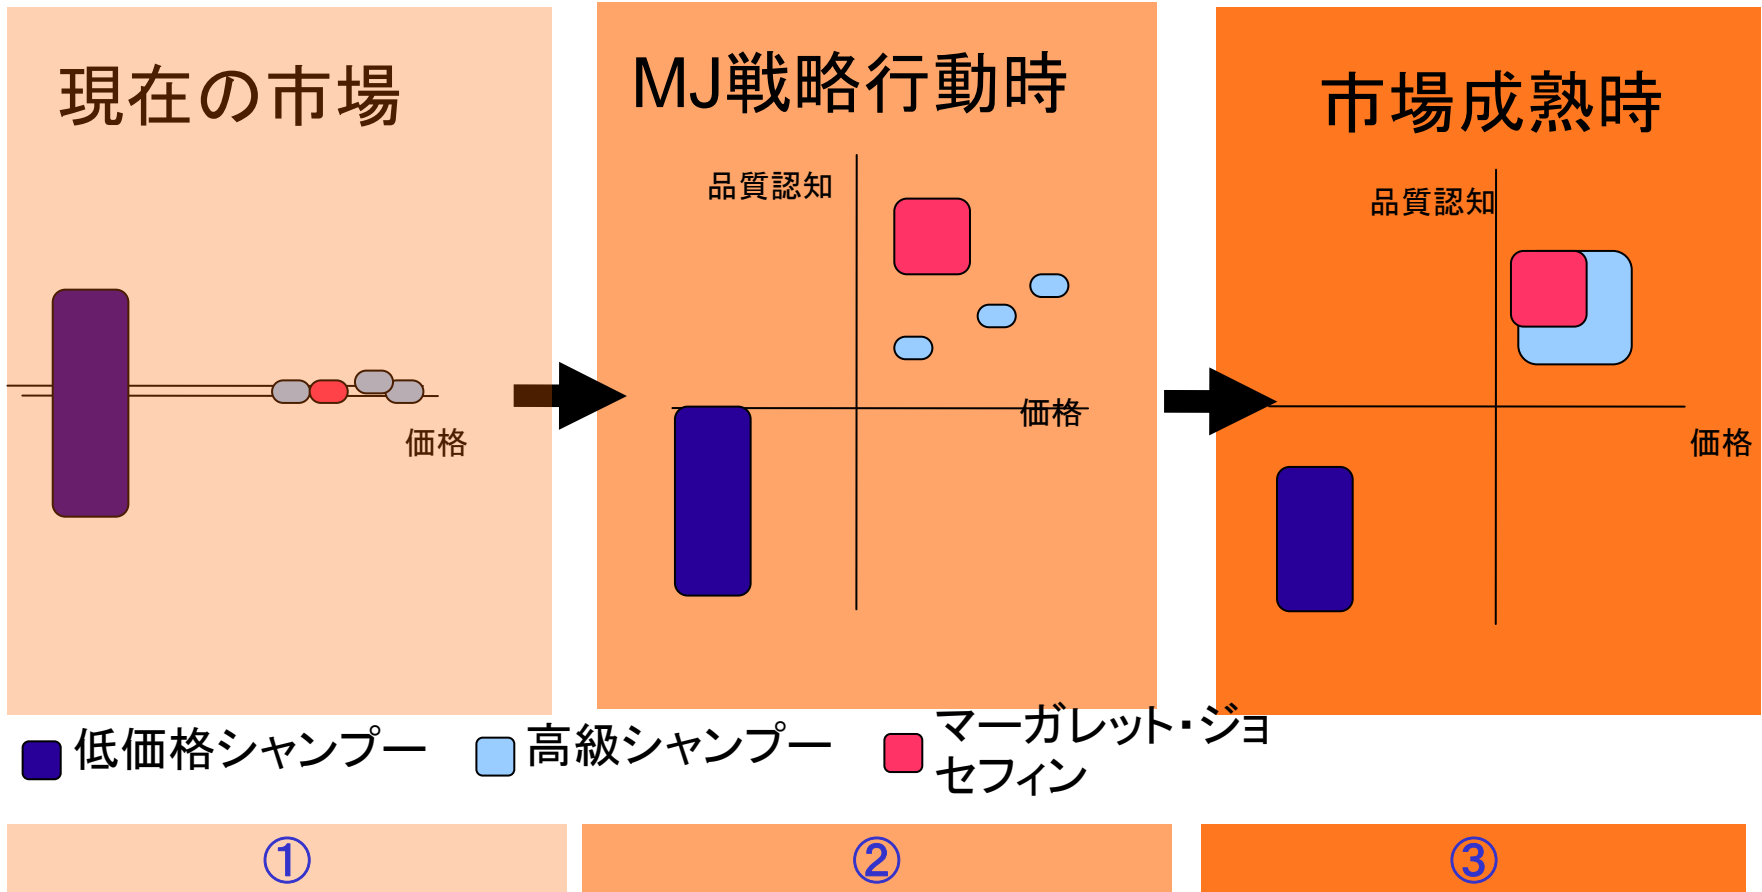 現在の市場
MJ戦略行動時
市場成熟時
品質認知
品質認知
価格
価格
価格
低価格シャンプー
高級シャンプー
マーガレット・ジョ
セフィン
①
②
③